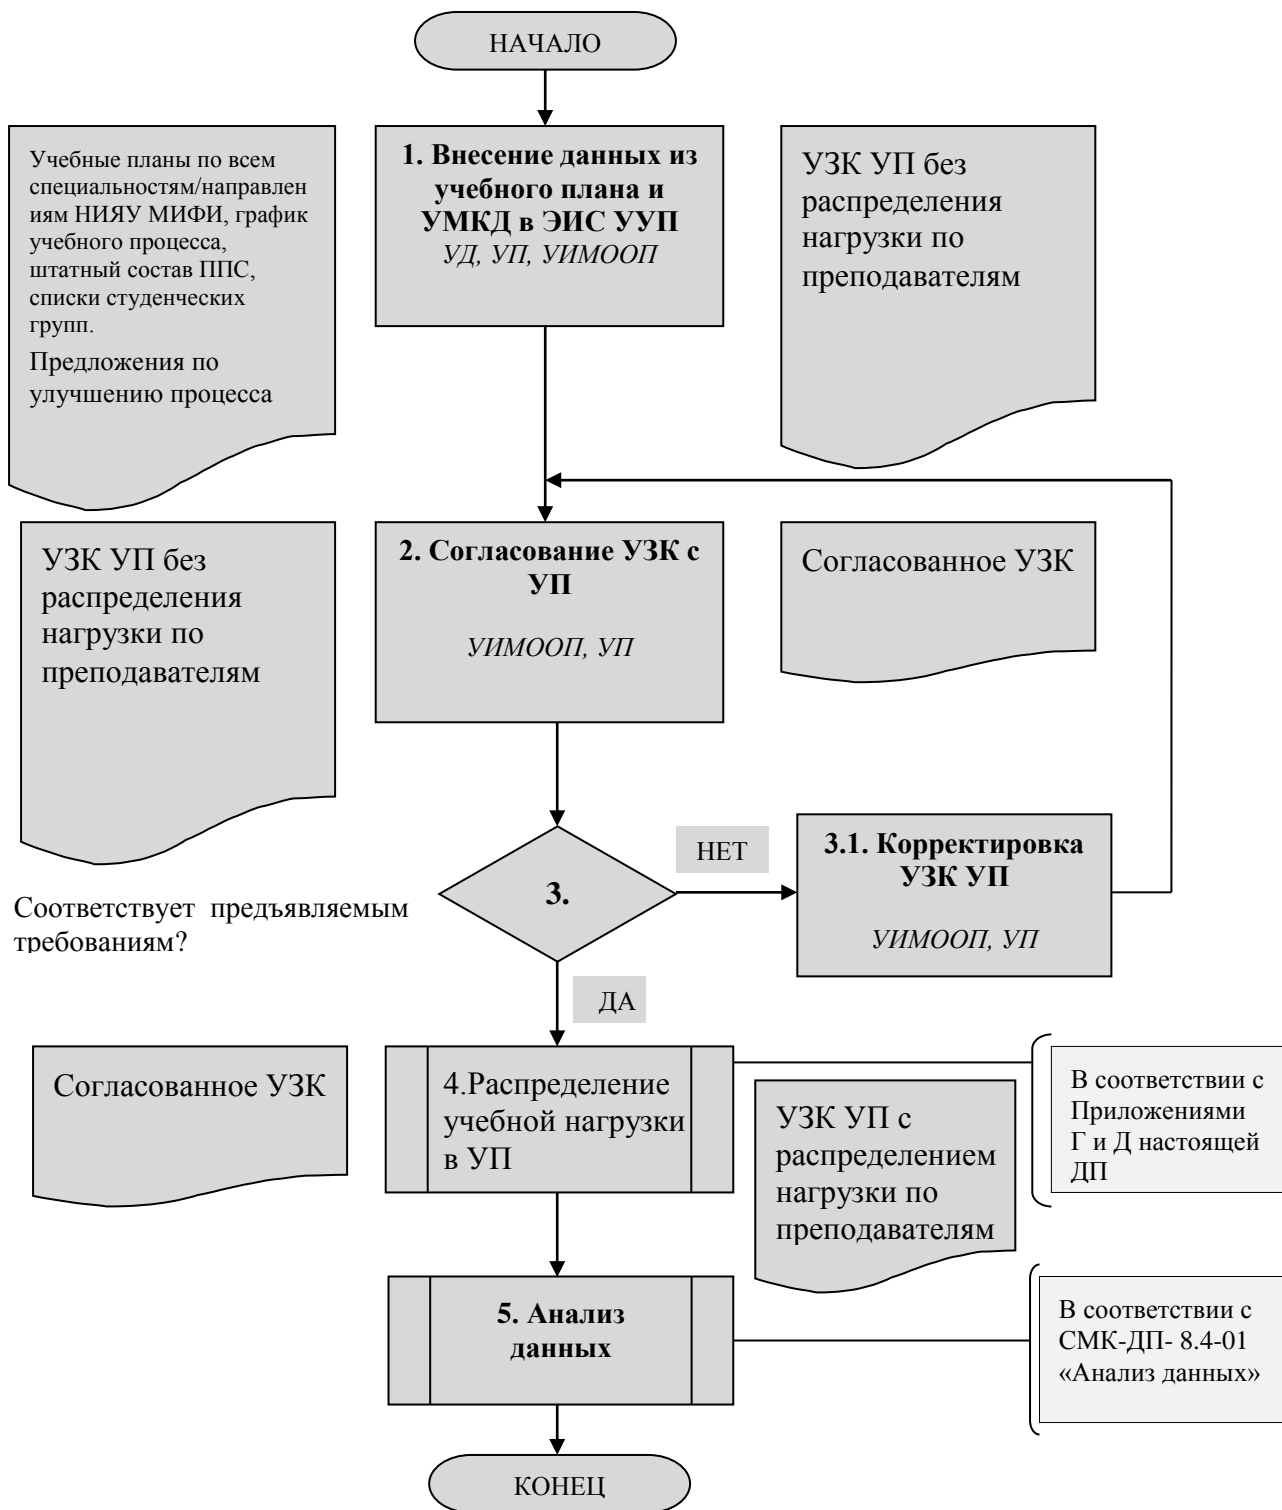 НАЧАЛО
Учебные планы по всем
специальностям/направлен
иям НИЯУ МИФИ, график
учебного процесса,
штатный состав ППС,
списки студенческих
групп.
Предложения по
улучшению процесса
1. Внесение данных из
учебного плана и
УМКД в ЭИС УУП
УД, УП, УИМООП
УЗК УП без
распределения
нагрузки по
преподавателям
УЗК УП без
распределения
нагрузки по
преподавателям
2. Согласование УЗК с
УП
УИМООП, УП
Согласованное УЗК
Соответствует предъявляемым
требованиям?
3.
НЕТ
3.1. Корректировка
УЗК УП
УИМООП, УП
ДА
Согласованное УЗК
4.Распределение
учебной нагрузки
в УП
УЗК УП с
распределением
нагрузки по
преподавателям
В соответствии с
Приложениями
Г и Д настоящей
ДП
5. Анализ
данных
В соответствии с
СМК-ДП- 8.4-01
«Анализ данных»
КОНЕЦ